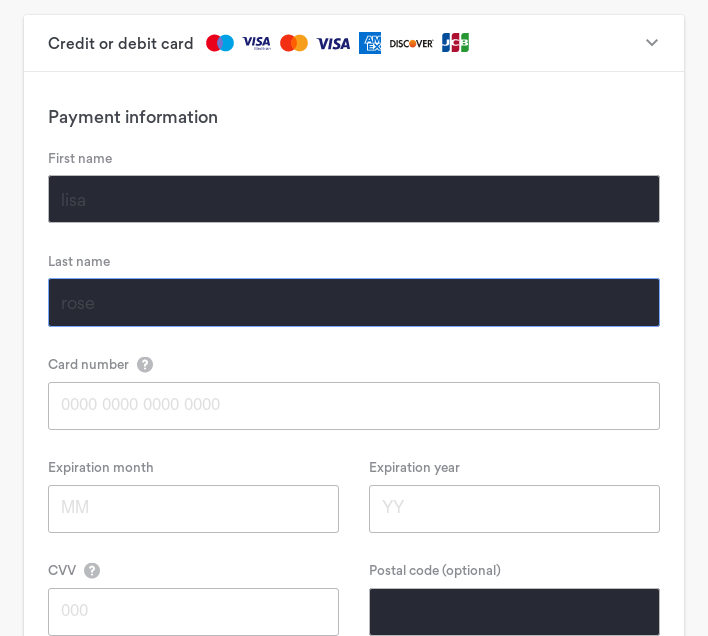 Credit or debit card VISA VISA AMEX DISCOVER JCB
Payment information
First name
lisa
Last name
rose
Card number ?
0000 0000 0000 0000
Expiration month Expiration year
MM YY
CVV ? Postal code (optional)
000